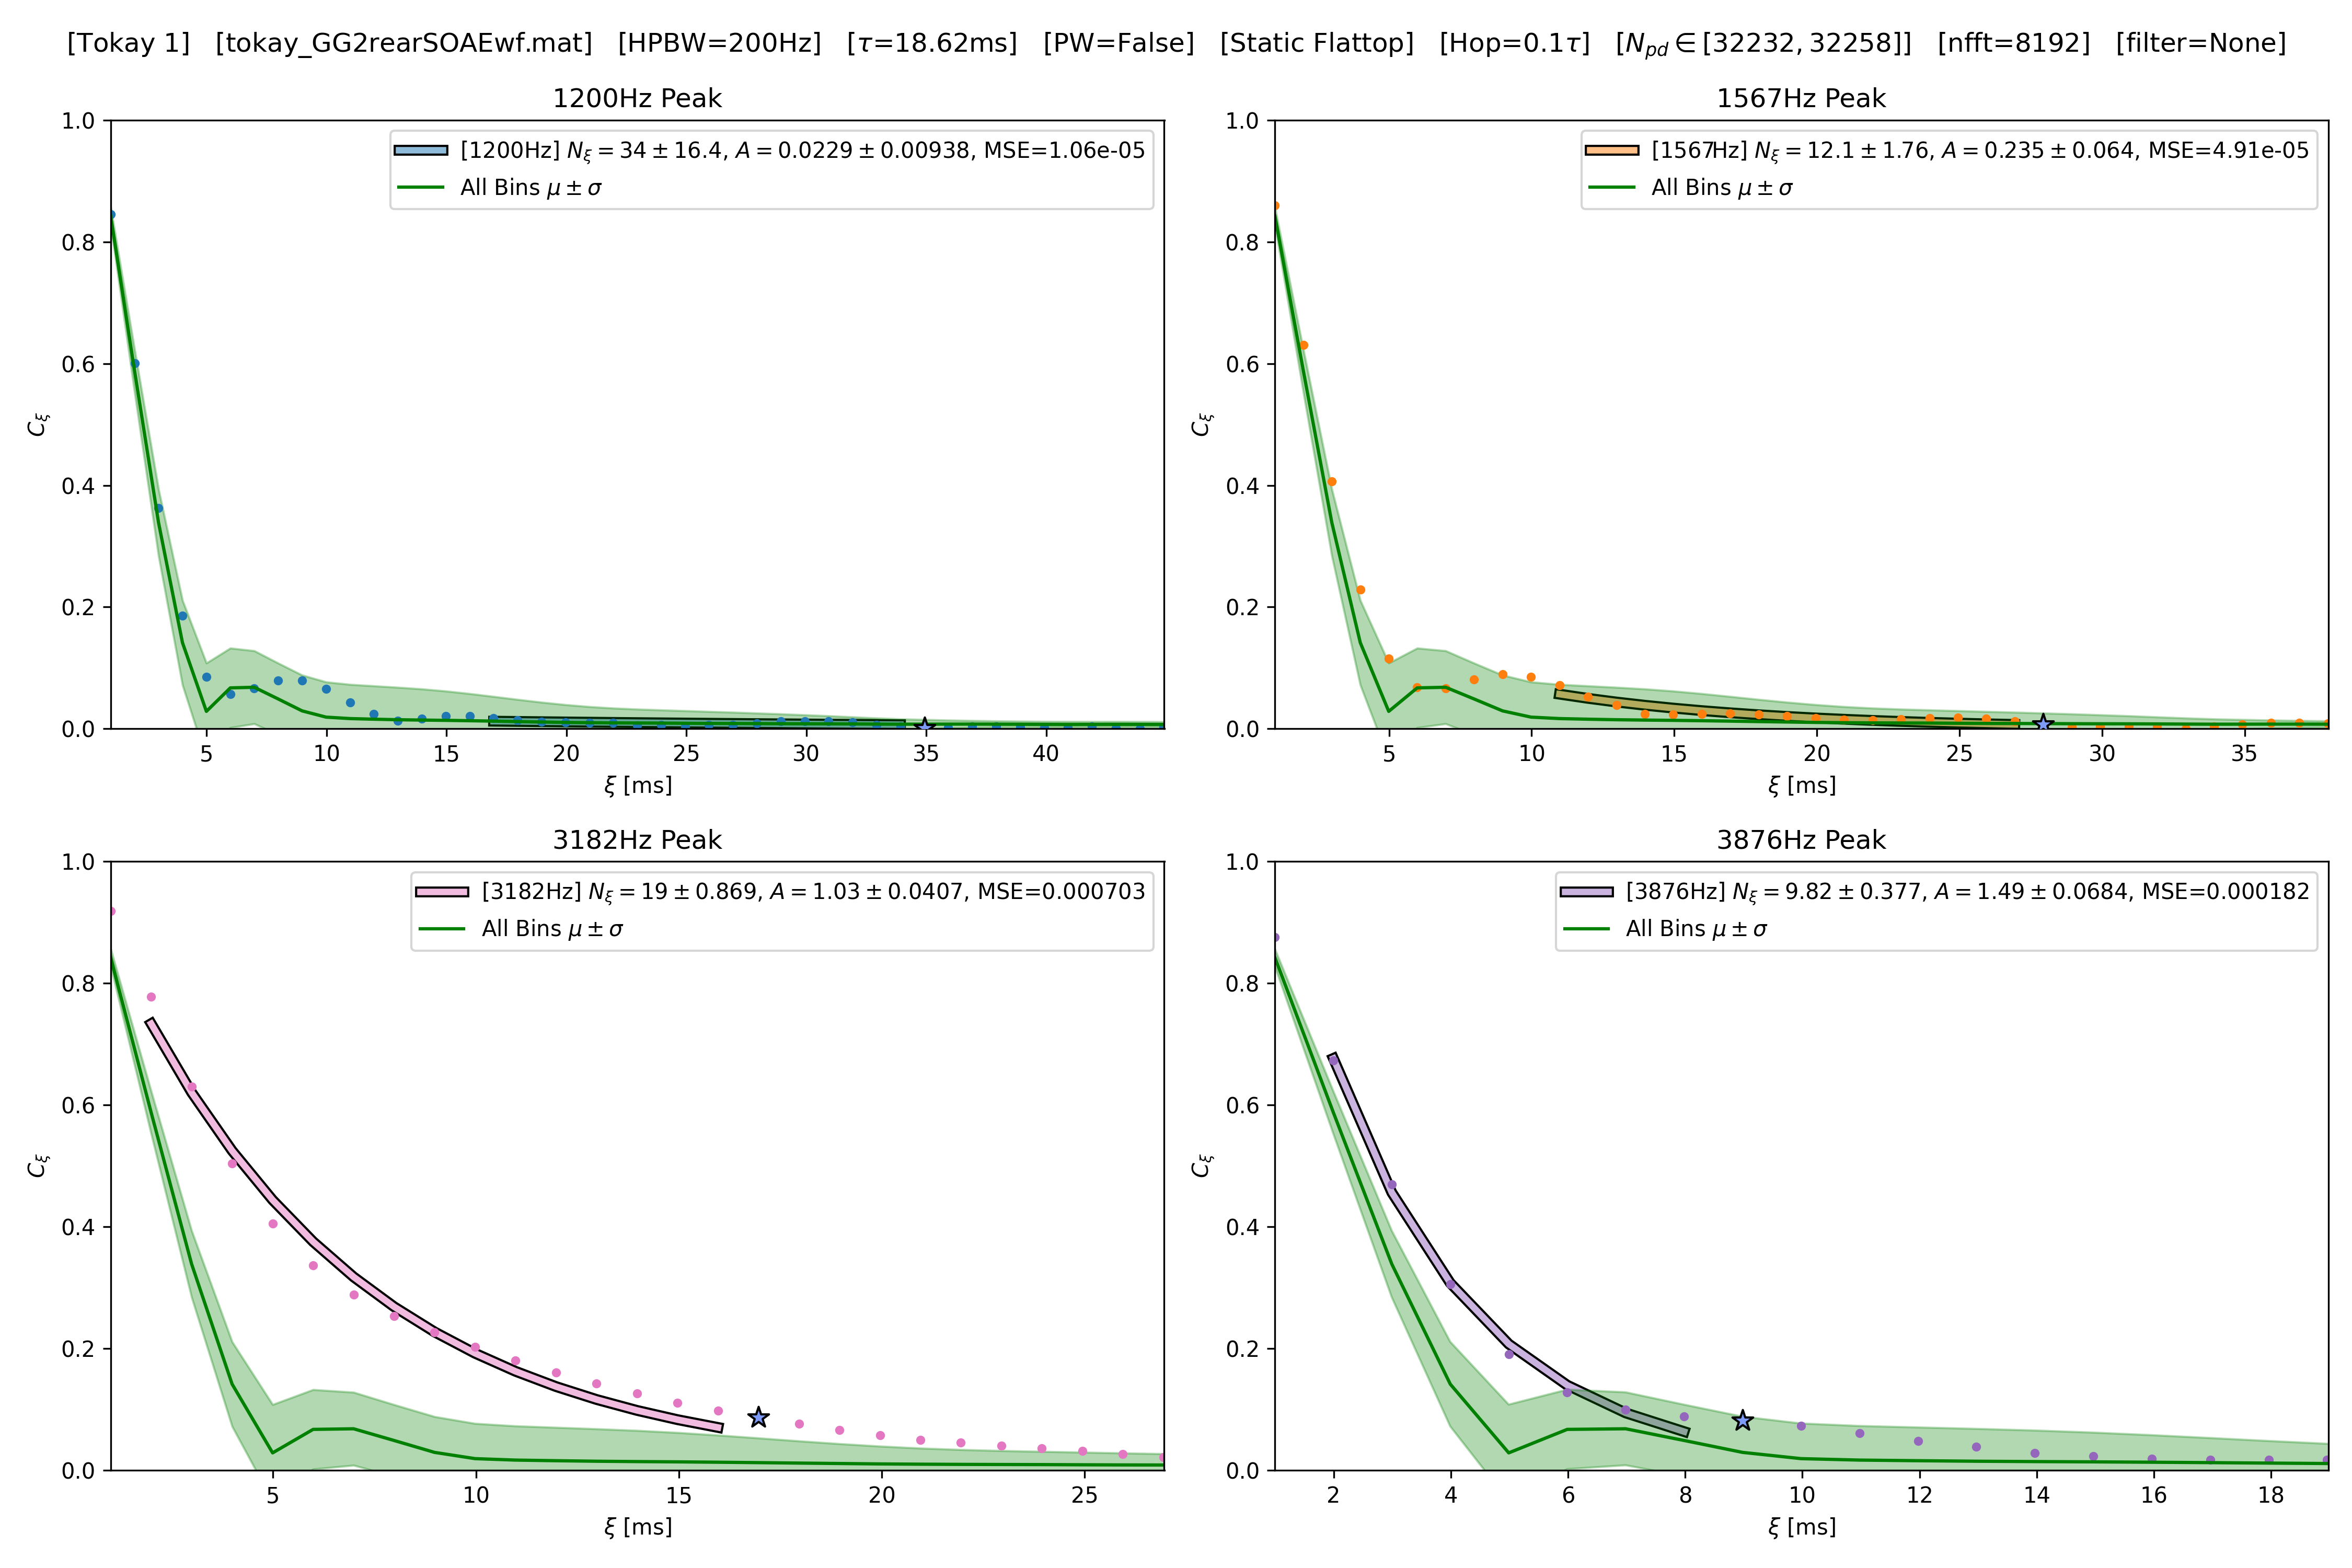 [Tokay 1] [tokay_GG2rearSOAEwf.mat] [HPBW=200Hz] [τ=18.62ms] [PW=False] [Static Flattop] [Hop=0.1τ] [N_pd ∈ [32232, 32258]] [nfft=8192] [filter=None]
1200Hz Peak
[1200Hz] N_ξ = 34 ± 16.4, A = 0.0229 ± 0.00938, MSE=1.06e-05
All Bins μ ± σ
1.0
0.8
0.6
0.4
0.2
0.0
C_ξ
5 10 15 20 25 30 35 40
ξ [ms]
1567Hz Peak
[1567Hz] N_ξ = 12.1 ± 1.76, A = 0.235 ± 0.064, MSE=4.91e-05
All Bins μ ± σ
1.0
0.8
0.6
0.4
0.2
0.0
C_ξ
5 10 15 20 25 30 35
ξ [ms]
3182Hz Peak
[3182Hz] N_ξ = 19 ± 0.869, A = 1.03 ± 0.0407, MSE=0.000703
All Bins μ ± σ
1.0
0.8
0.6
0.4
0.2
0.0
C_ξ
5 10 15 20 25
ξ [ms]
3876Hz Peak
[3876Hz] N_ξ = 9.82 ± 0.377, A = 1.49 ± 0.0684, MSE=0.000182
All Bins μ ± σ
1.0
0.8
0.6
0.4
0.2
0.0
C_ξ
2 4 6 8 10 12 14 16 18
ξ [ms]